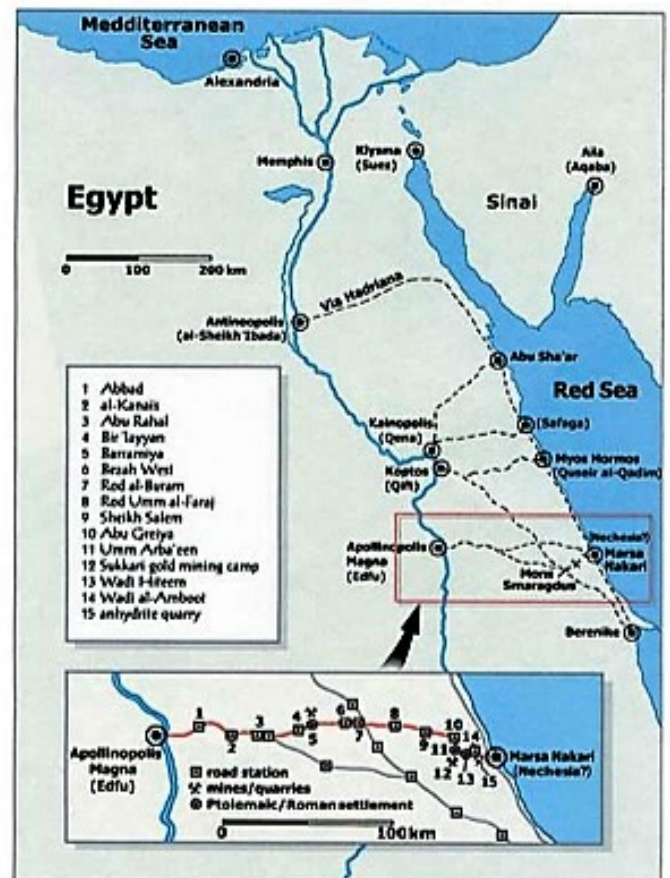 Medditerranean
Sea
Alexandria
Memphis
Klysma
(Suez)
Aila
(Aqaba)
Egypt
Sinai
0 100 200 km
Via Hadriana
Antineopolis
(al-Sheikh 'Ibada)
Abu Sha'ar
Red Sea
Kainopolis
(Qena)
(Safaga)
Koptos
(Qift)
Myos Hormos
(Quseir al-Qadim)
1 Abbad
2 al-Kanais
3 Abu Rahal
4 Bir 'Iayyan
5 Barramiya
6 Bezah West
7 Rod al-Buram
8 Rod Umm al-Faraj
9 Sheikh Salem
10 Abu Greiya
11 Umm Arba'een
12 Sukkari gold mining camp
13 Wadi Hiteem
14 Wadi al-Amboot
15 anhydrite quarry
Apollinopolis
Magna
(Edfu)
(Nechesia?)
Marsa
Nakari
Mons
Smaragdus
Berenike
1
2
3
4
5
6
7
8
9
10
11
14
12
13
15
Apollinopolis
Magna
(Edfu)
Marsa Nakari
(Nechesia?)
road station
mines/quarries
Ptolemaic/Roman settlement
0 100km